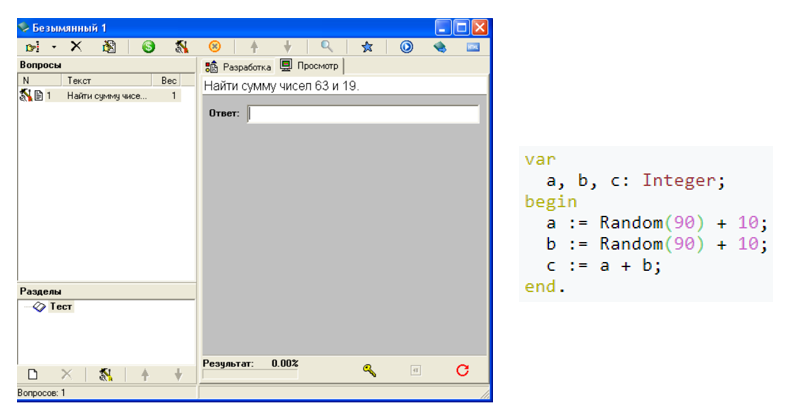 Безымянный 1
Вопросы
N Текст Вес
1 Найти сумму чисе... 1
Разделы
Тест
Вопросов: 1
Разработка Просмотр
Найти сумму чисел 63 и 19.
Ответ:
Результат: 0.00%
var
a, b, c: Integer;
begin
a := Random(90) + 10;
b := Random(90) + 10;
c := a + b;
end.